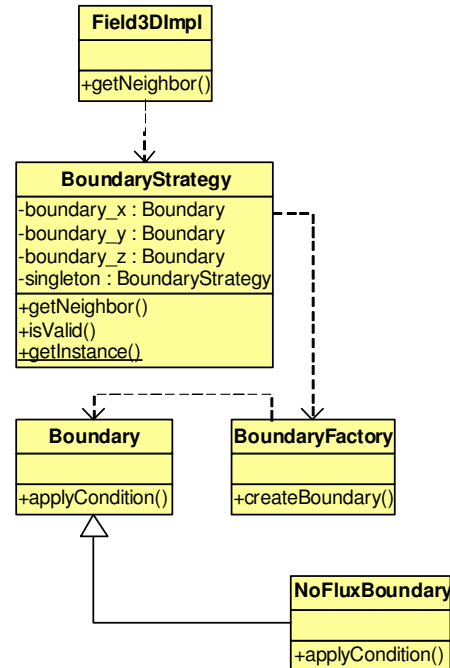 Field3DImpl
+getNeighbor()
BoundaryStrategy
-boundary_x : Boundary
-boundary_y : Boundary
-boundary_z : Boundary
-singleton : BoundaryStrategy
+getNeighbor()
+isValid()
+getInstance()
Boundary
+applyCondition()
BoundaryFactory
+createBoundary()
NoFluxBoundary
+applyCondition()